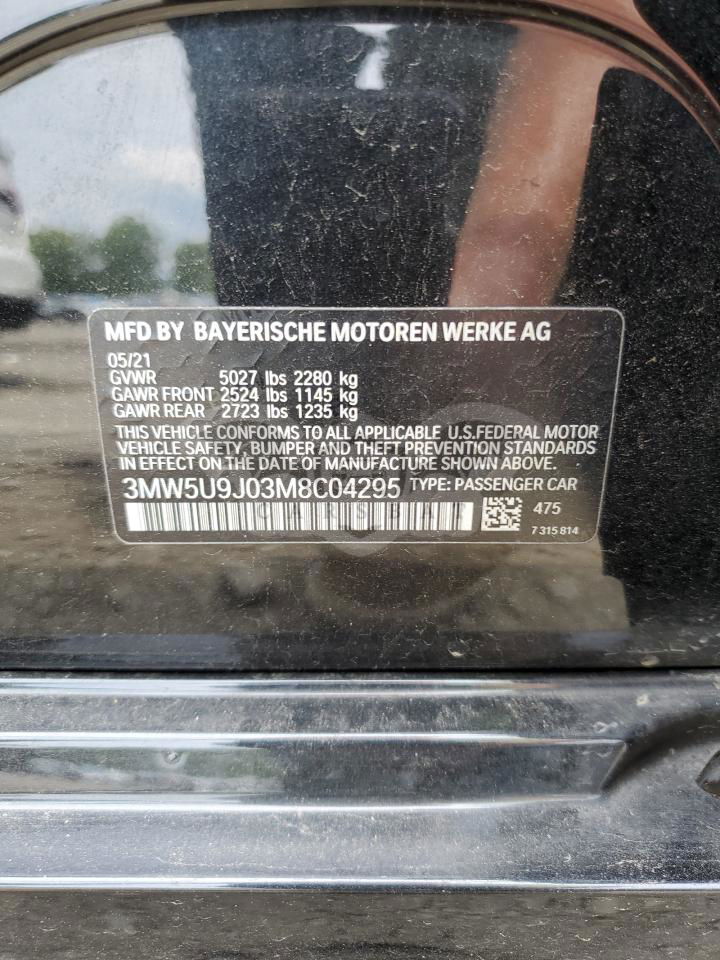 MFD BY BAYERISCHE MOTOREN WERKE AG
05/21
GVWR 5027 lbs 2280 kg
GAWR FRONT 2524 lbs 1145 kg
GAWR REAR 2723 lbs 1235 kg
THIS VEHICLE CONFORMS TO ALL APPLICABLE U.S.FEDERAL MOTOR
VEHICLE SAFETY, BUMPER AND THEFT PREVENTION STANDARDS
IN EFFECT ON THE DATE OF MANUFACTURE SHOWN ABOVE.
3MW5U9J03M8C04295 TYPE: PASSENGER CAR
475
7 315 814